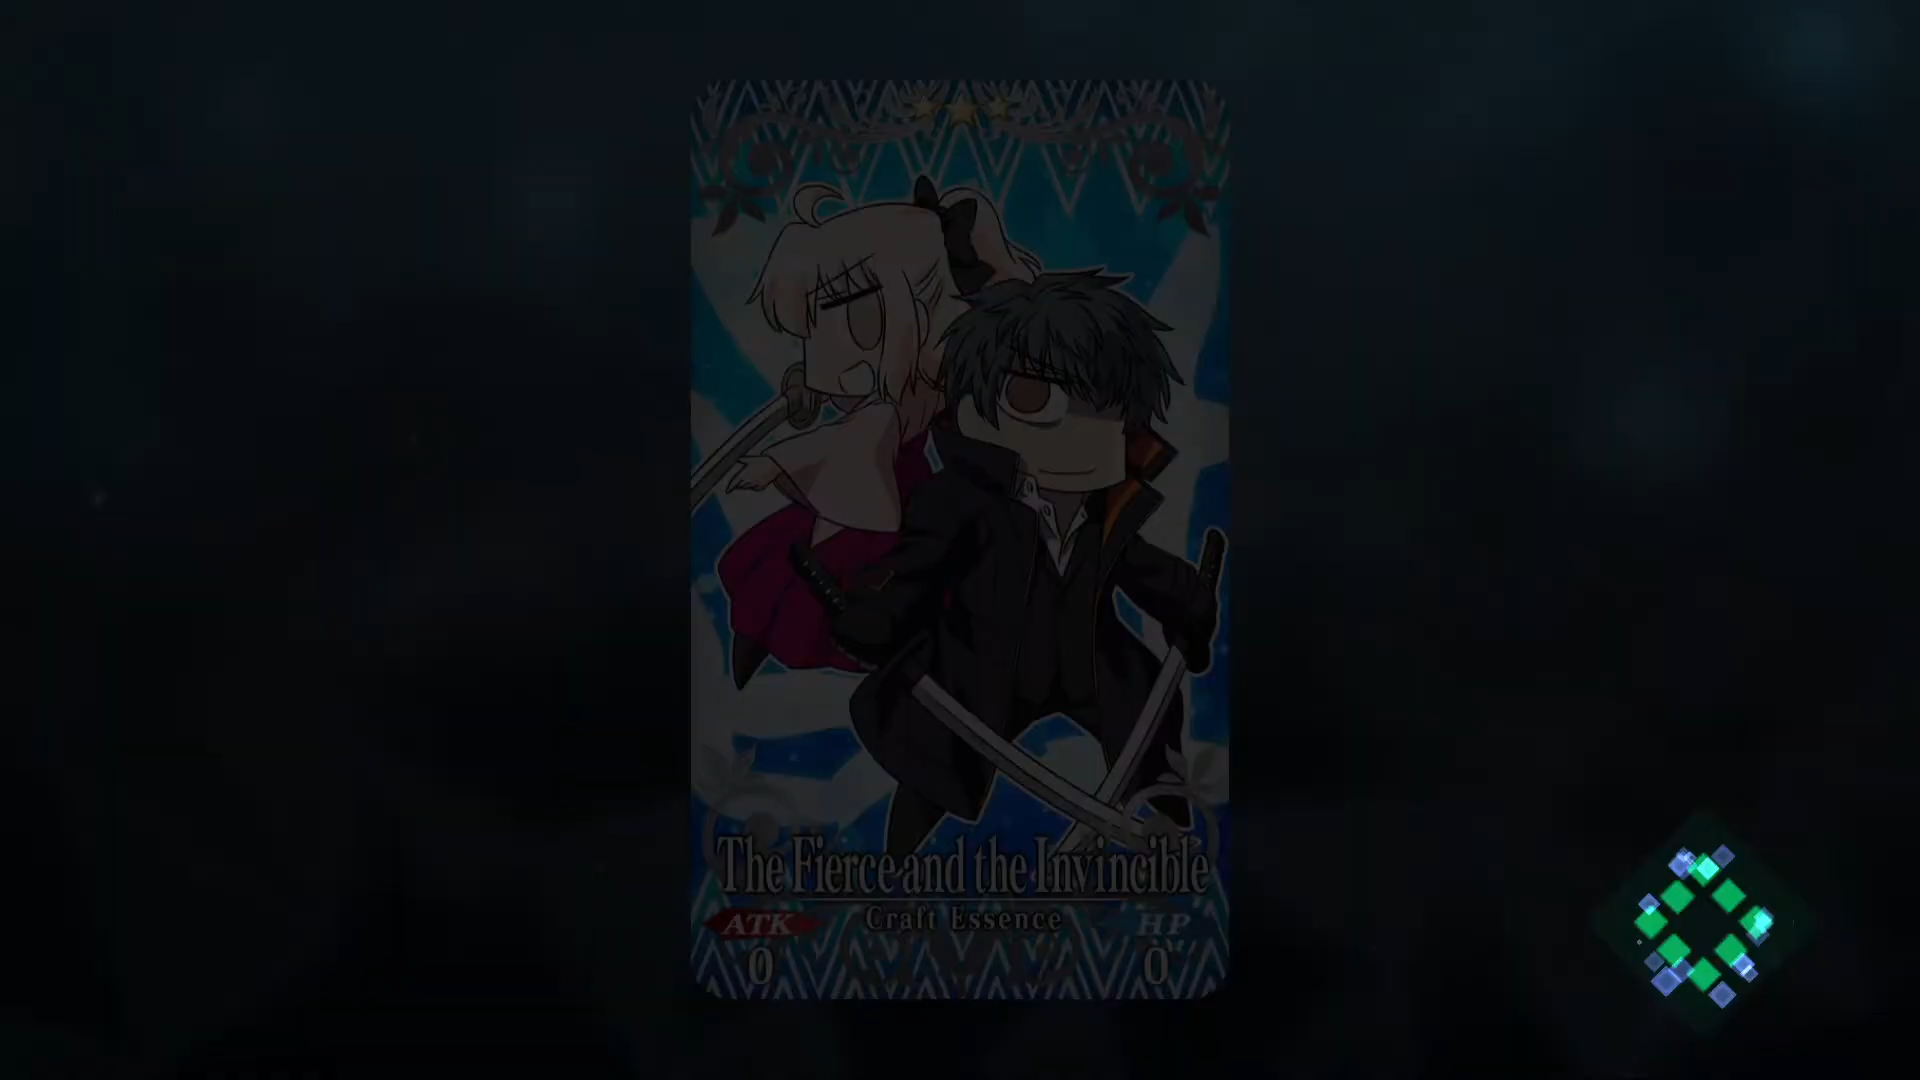 The Fierce and the Invincible
Craft Essence
ATK
HP
0
0